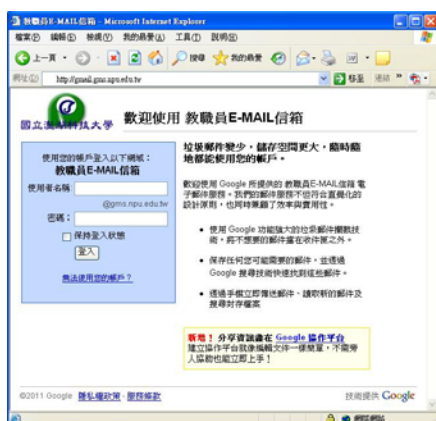 教職員E-MAIL信箱 - Microsoft Internet Explorer
檔案(F) 編輯(E) 檢視(V) 我的最愛(A) 工具(T) 說明(H)
上一頁 搜尋 我的最愛
網址(D) http://gmail.gms.npu.edu.tw 移至 連結 »
國立澎湖科技大學
歡迎使用 教職員E-MAIL信箱
使用您的帳戶登入以下網域：
教職員E-MAIL信箱
使用者名稱：
@gms.npu.edu.tw
密碼：
保持登入狀態
登入
無法使用您的帳戶？
垃圾郵件變少，儲存空間更大，隨時隨
地都能使用您的帳戶。
歡迎使用 Google 所提供的 教職員E-MAIL信箱 電
子郵件服務。我們的郵件服務不但符合直覺化的
設計原則，也同時兼顧了效率與實用性。
• 使用 Google 功能強大的垃圾郵件攔截技
術，將不想要的郵件擋在收件匣之外。
• 保存任何您可能需要的郵件，並透過
Google 搜尋技術快速找到這些郵件。
• 透過手機立即傳送郵件、讀取新的郵件及
搜尋封存檔案
新增！ 分享資訊盡在 Google 協作平台
建立協作平台就像編輯文件一樣簡單，不需旁
人協助也能立即上手！
©2011 Google 隱私權政策 - 服務條款
技術提供 Google